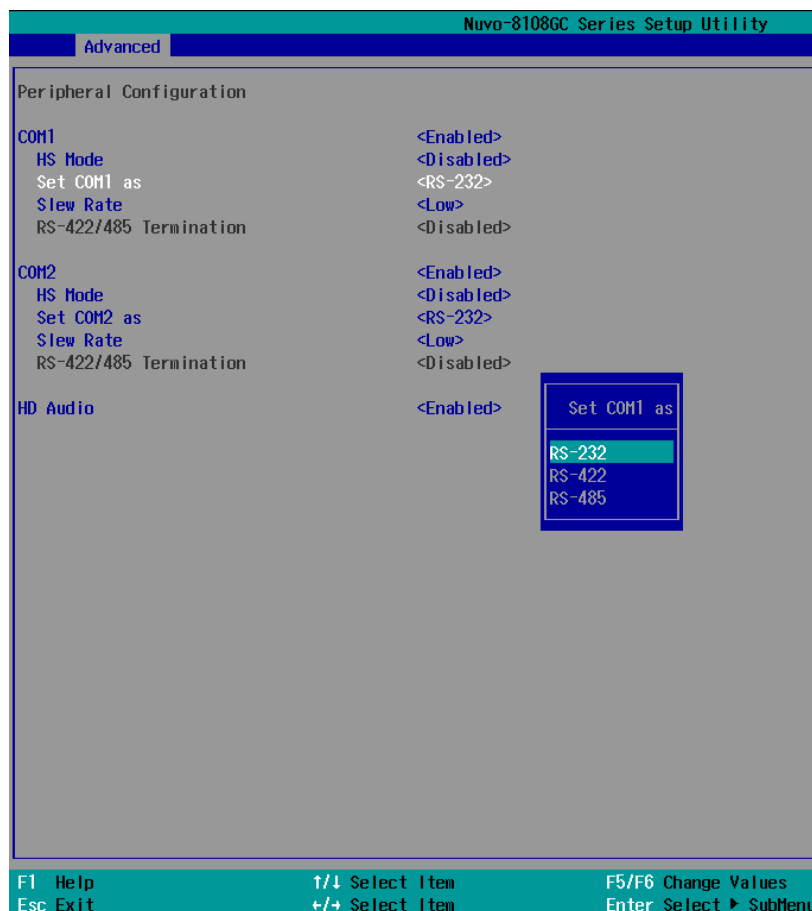 Nuvo-8108GC Series Setup Utility
Advanced
Peripheral Configuration
COM1 <Enabled>
HS Mode <Disabled>
Set COM1 as <RS-232>
Slew Rate <Low>
RS-422/485 Termination <Disabled>
COM2 <Enabled>
HS Mode <Disabled>
Set COM2 as <RS-232>
Slew Rate <Low>
RS-422/485 Termination <Disabled>
HD Audio <Enabled>
Set COM1 as
RS-232
RS-422
RS-485
F1 Help ↑/↓ Select Item F5/F6 Change Values
Esc Exit ←/→ Select Item Enter Select ▶ SubMenu